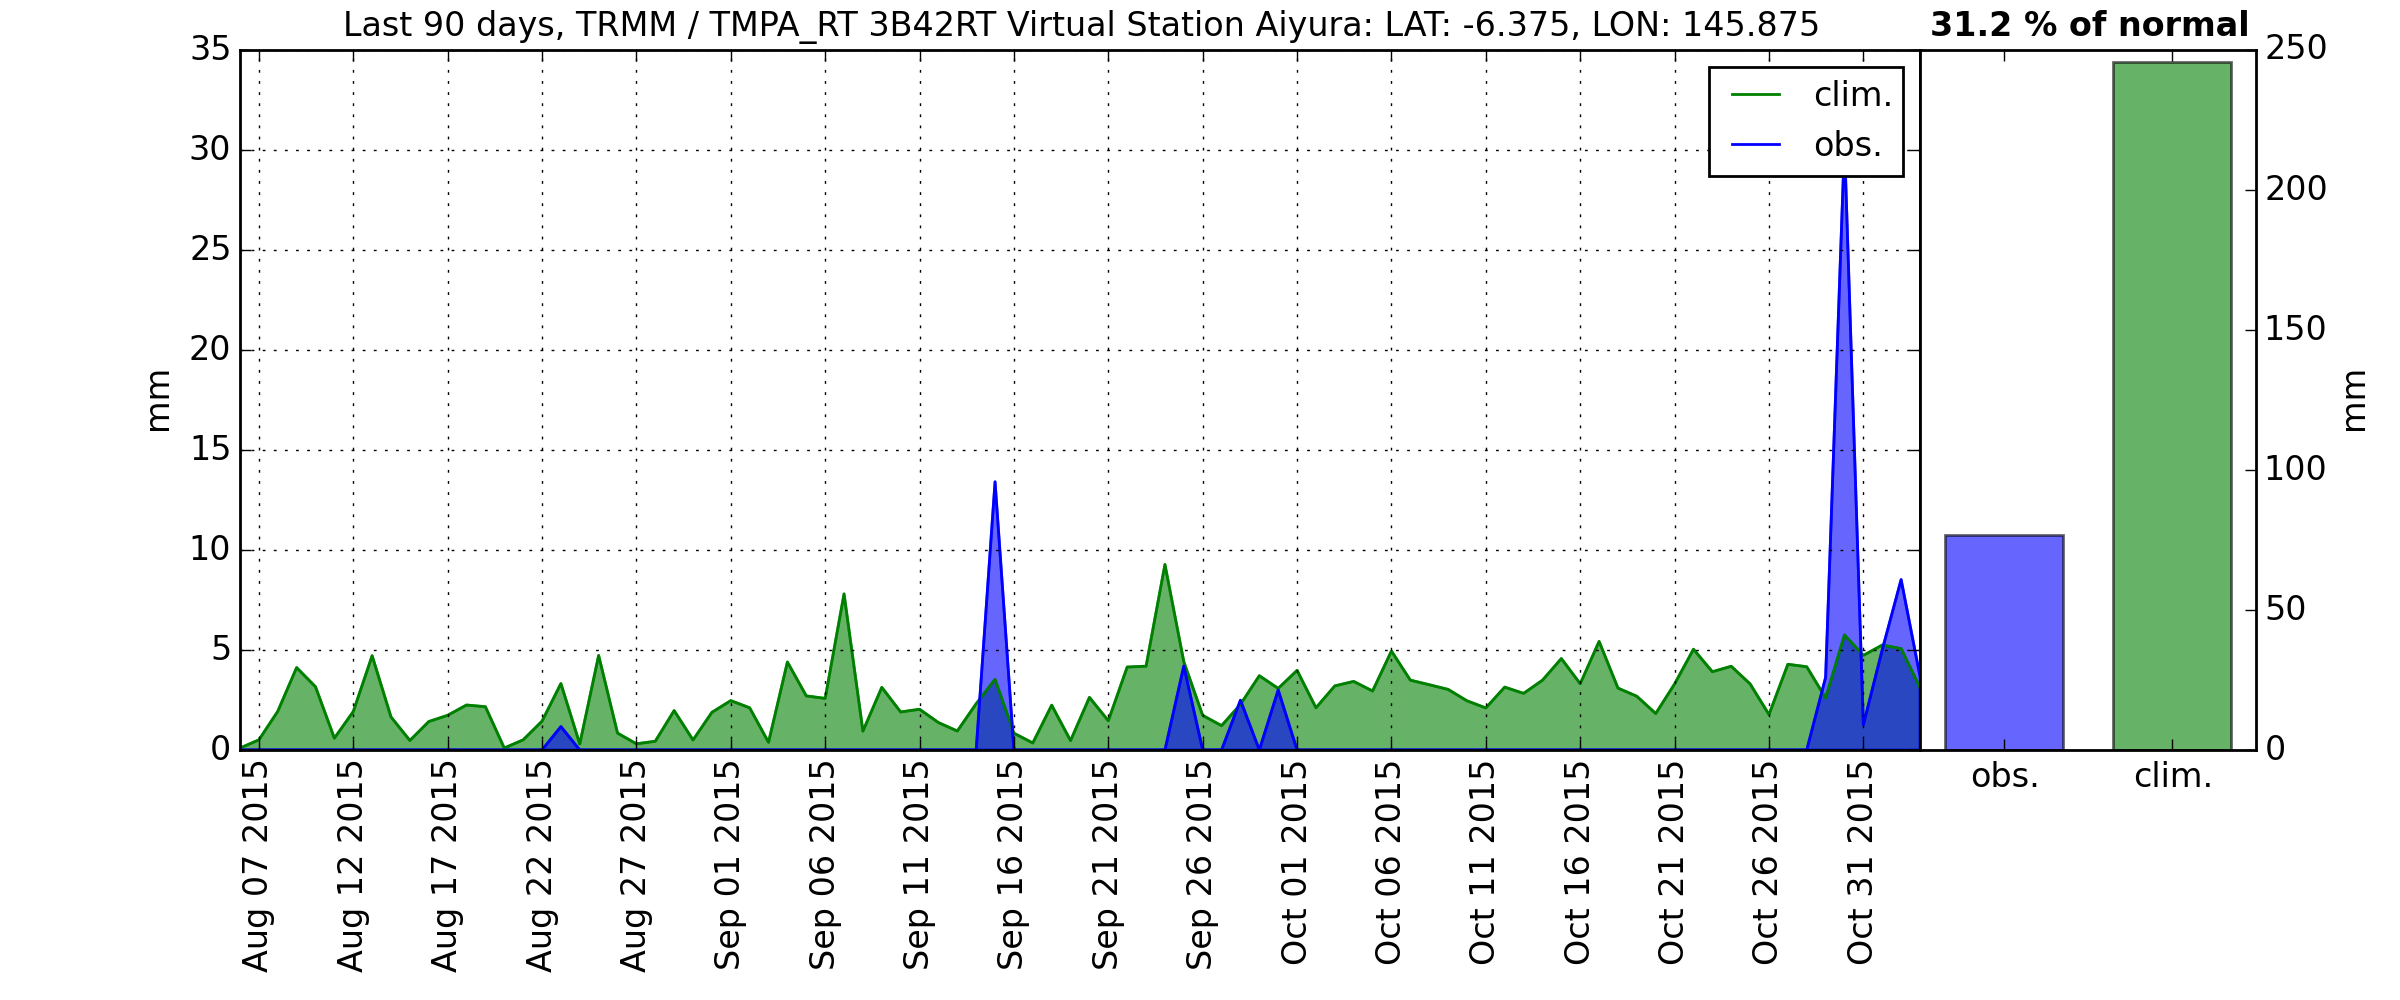 Last 90 days, TRMM / TMPA_RT 3B42RT Virtual Station Aiyura: LAT: -6.375, LON: 145.875
31.2 % of normal
35
30
25
20
15
10
5
0
mm
clim.
obs.
250
200
150
100
50
0
mm
Aug 07 2015
Aug 12 2015
Aug 17 2015
Aug 22 2015
Aug 27 2015
Sep 01 2015
Sep 06 2015
Sep 11 2015
Sep 16 2015
Sep 21 2015
Sep 26 2015
Oct 01 2015
Oct 06 2015
Oct 11 2015
Oct 16 2015
Oct 21 2015
Oct 26 2015
Oct 31 2015
obs.
clim.